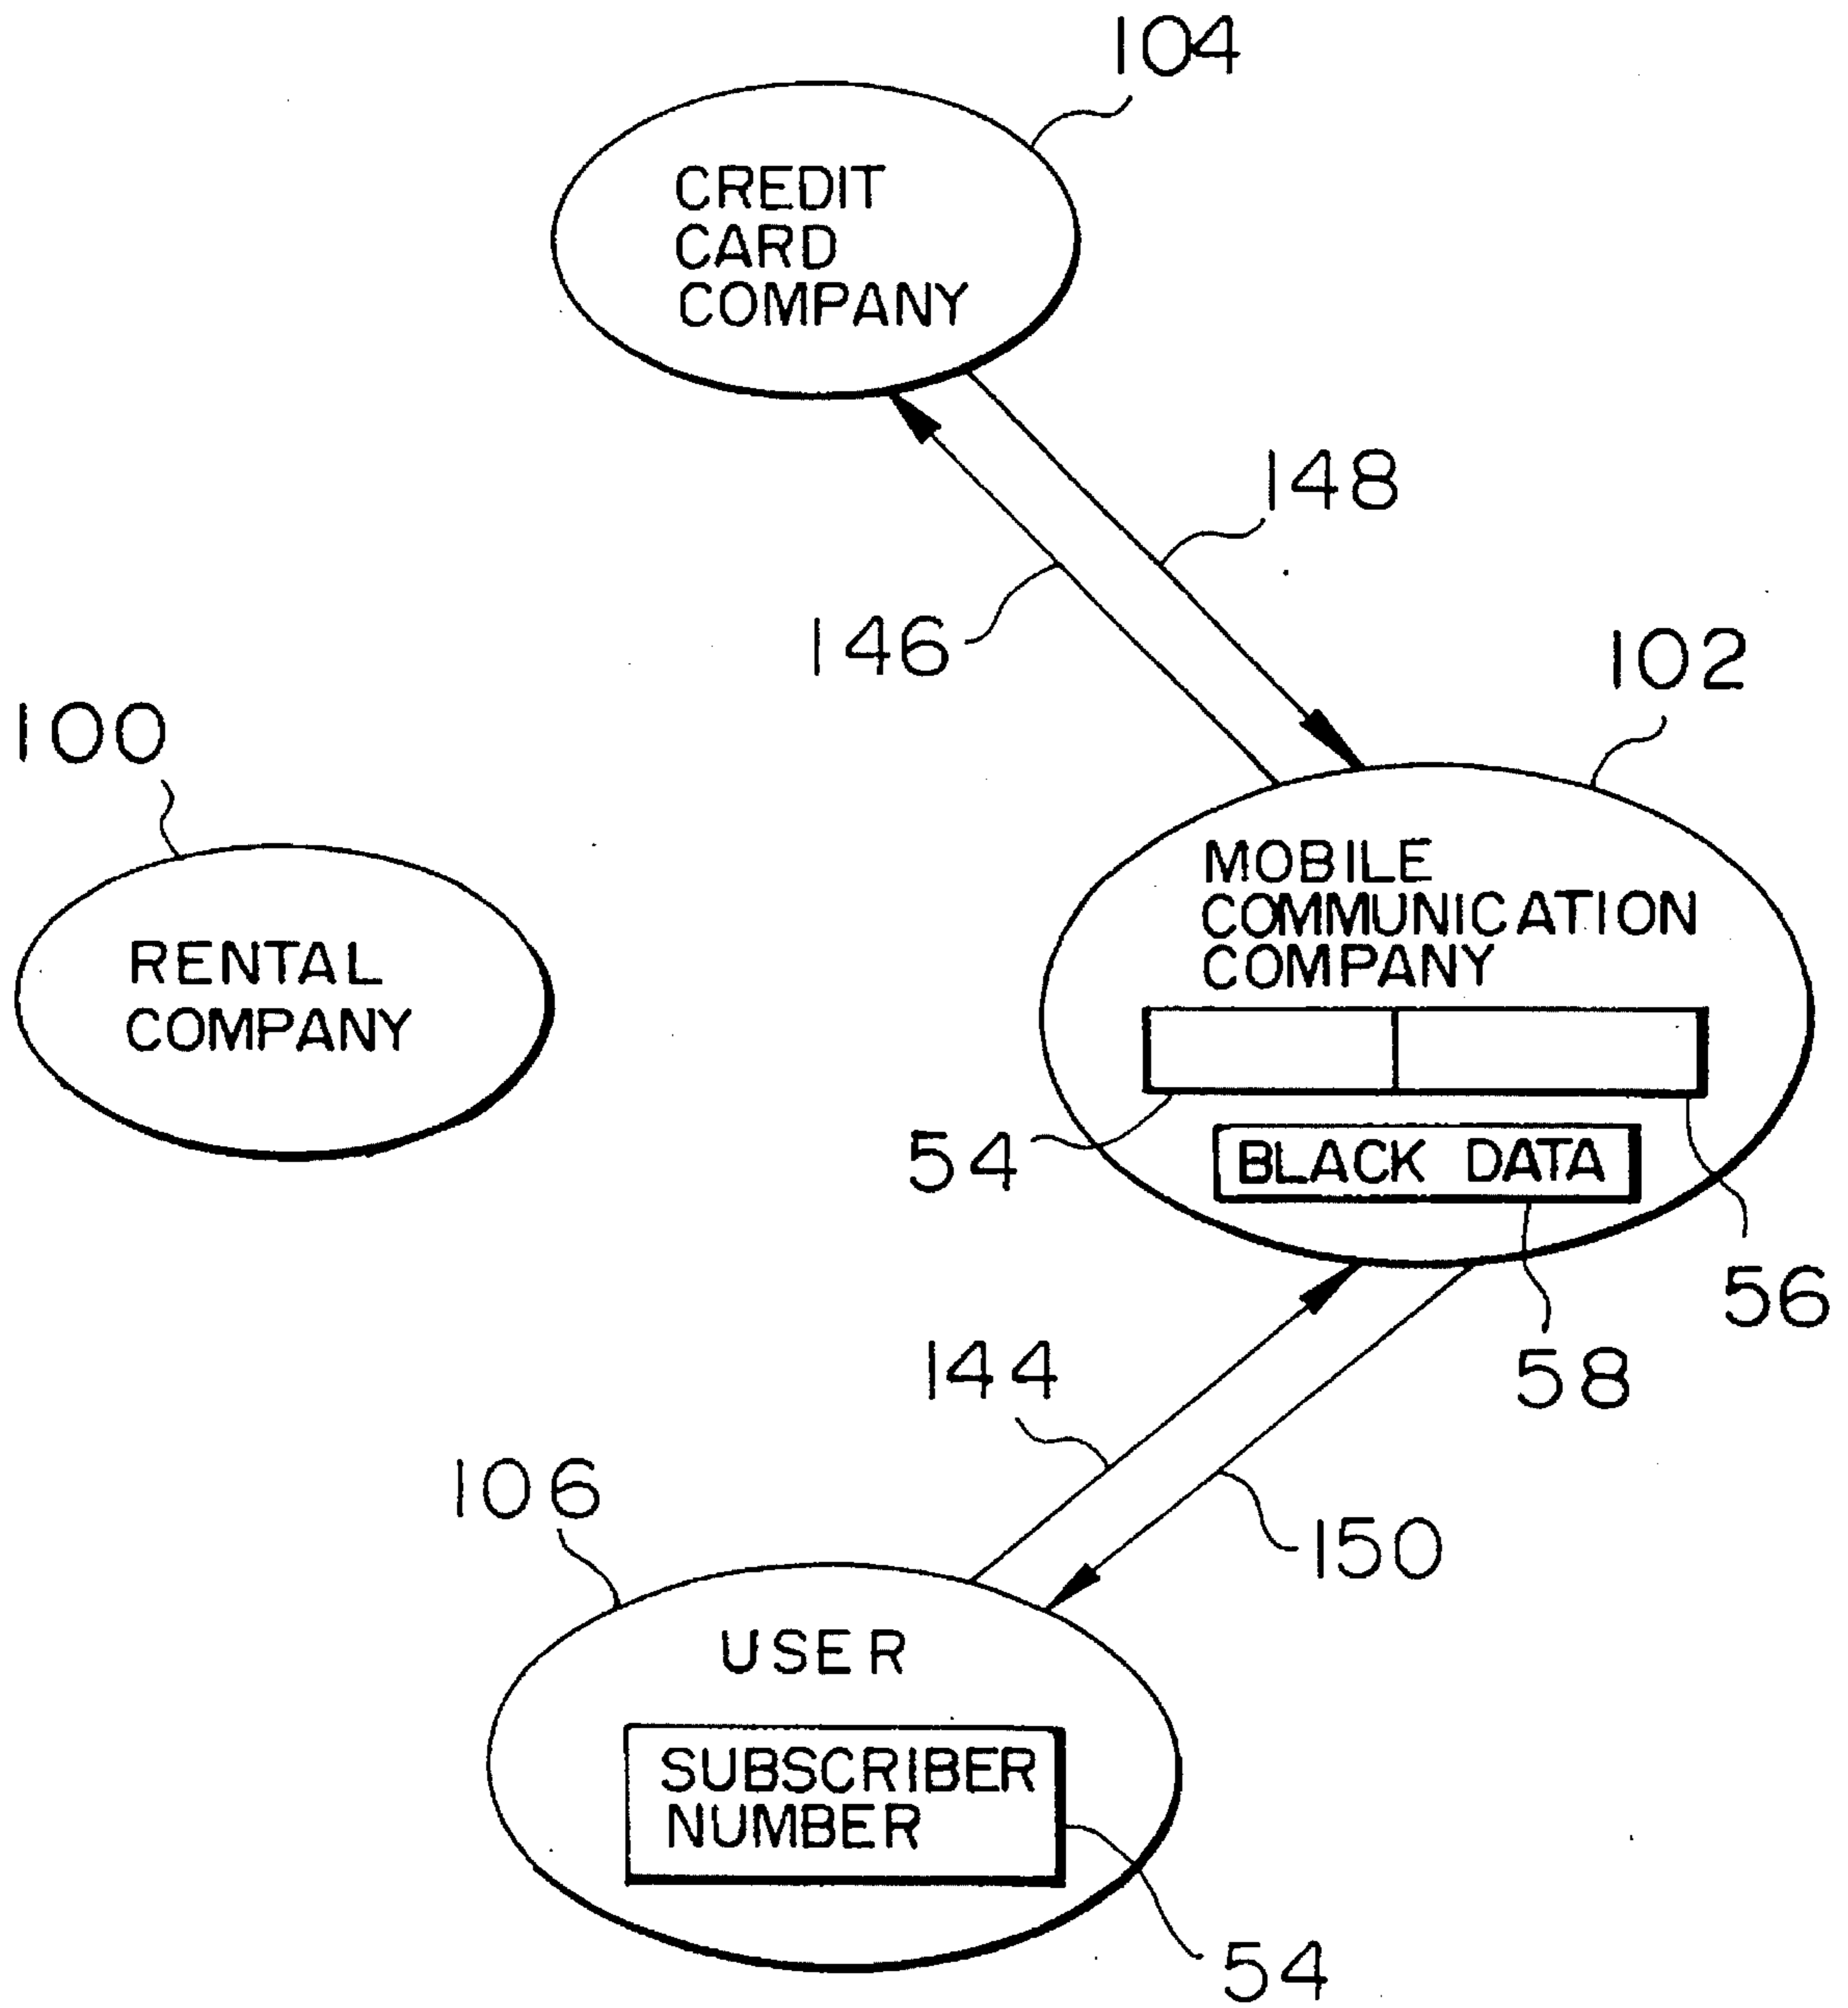 104
CREDIT
CARD
COMPANY
148
146
102
100
MOBILE
COMMUNICATION
COMPANY
RENTAL
COMPANY
54
BLACK DATA
56
58
144
106
150
USER
SUBSCRIBER
NUMBER
54